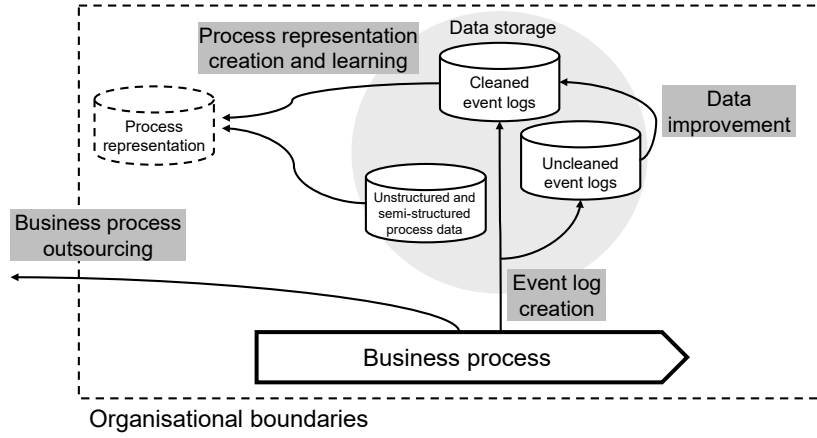 Process representation
creation and learning
Data storage
Cleaned
event logs
Data
improvement
Process
representation
Uncleaned
event logs
Unstructured and
semi-structured
process data
Business process
outsourcing
Event log
creation
Business process
Organisational boundaries